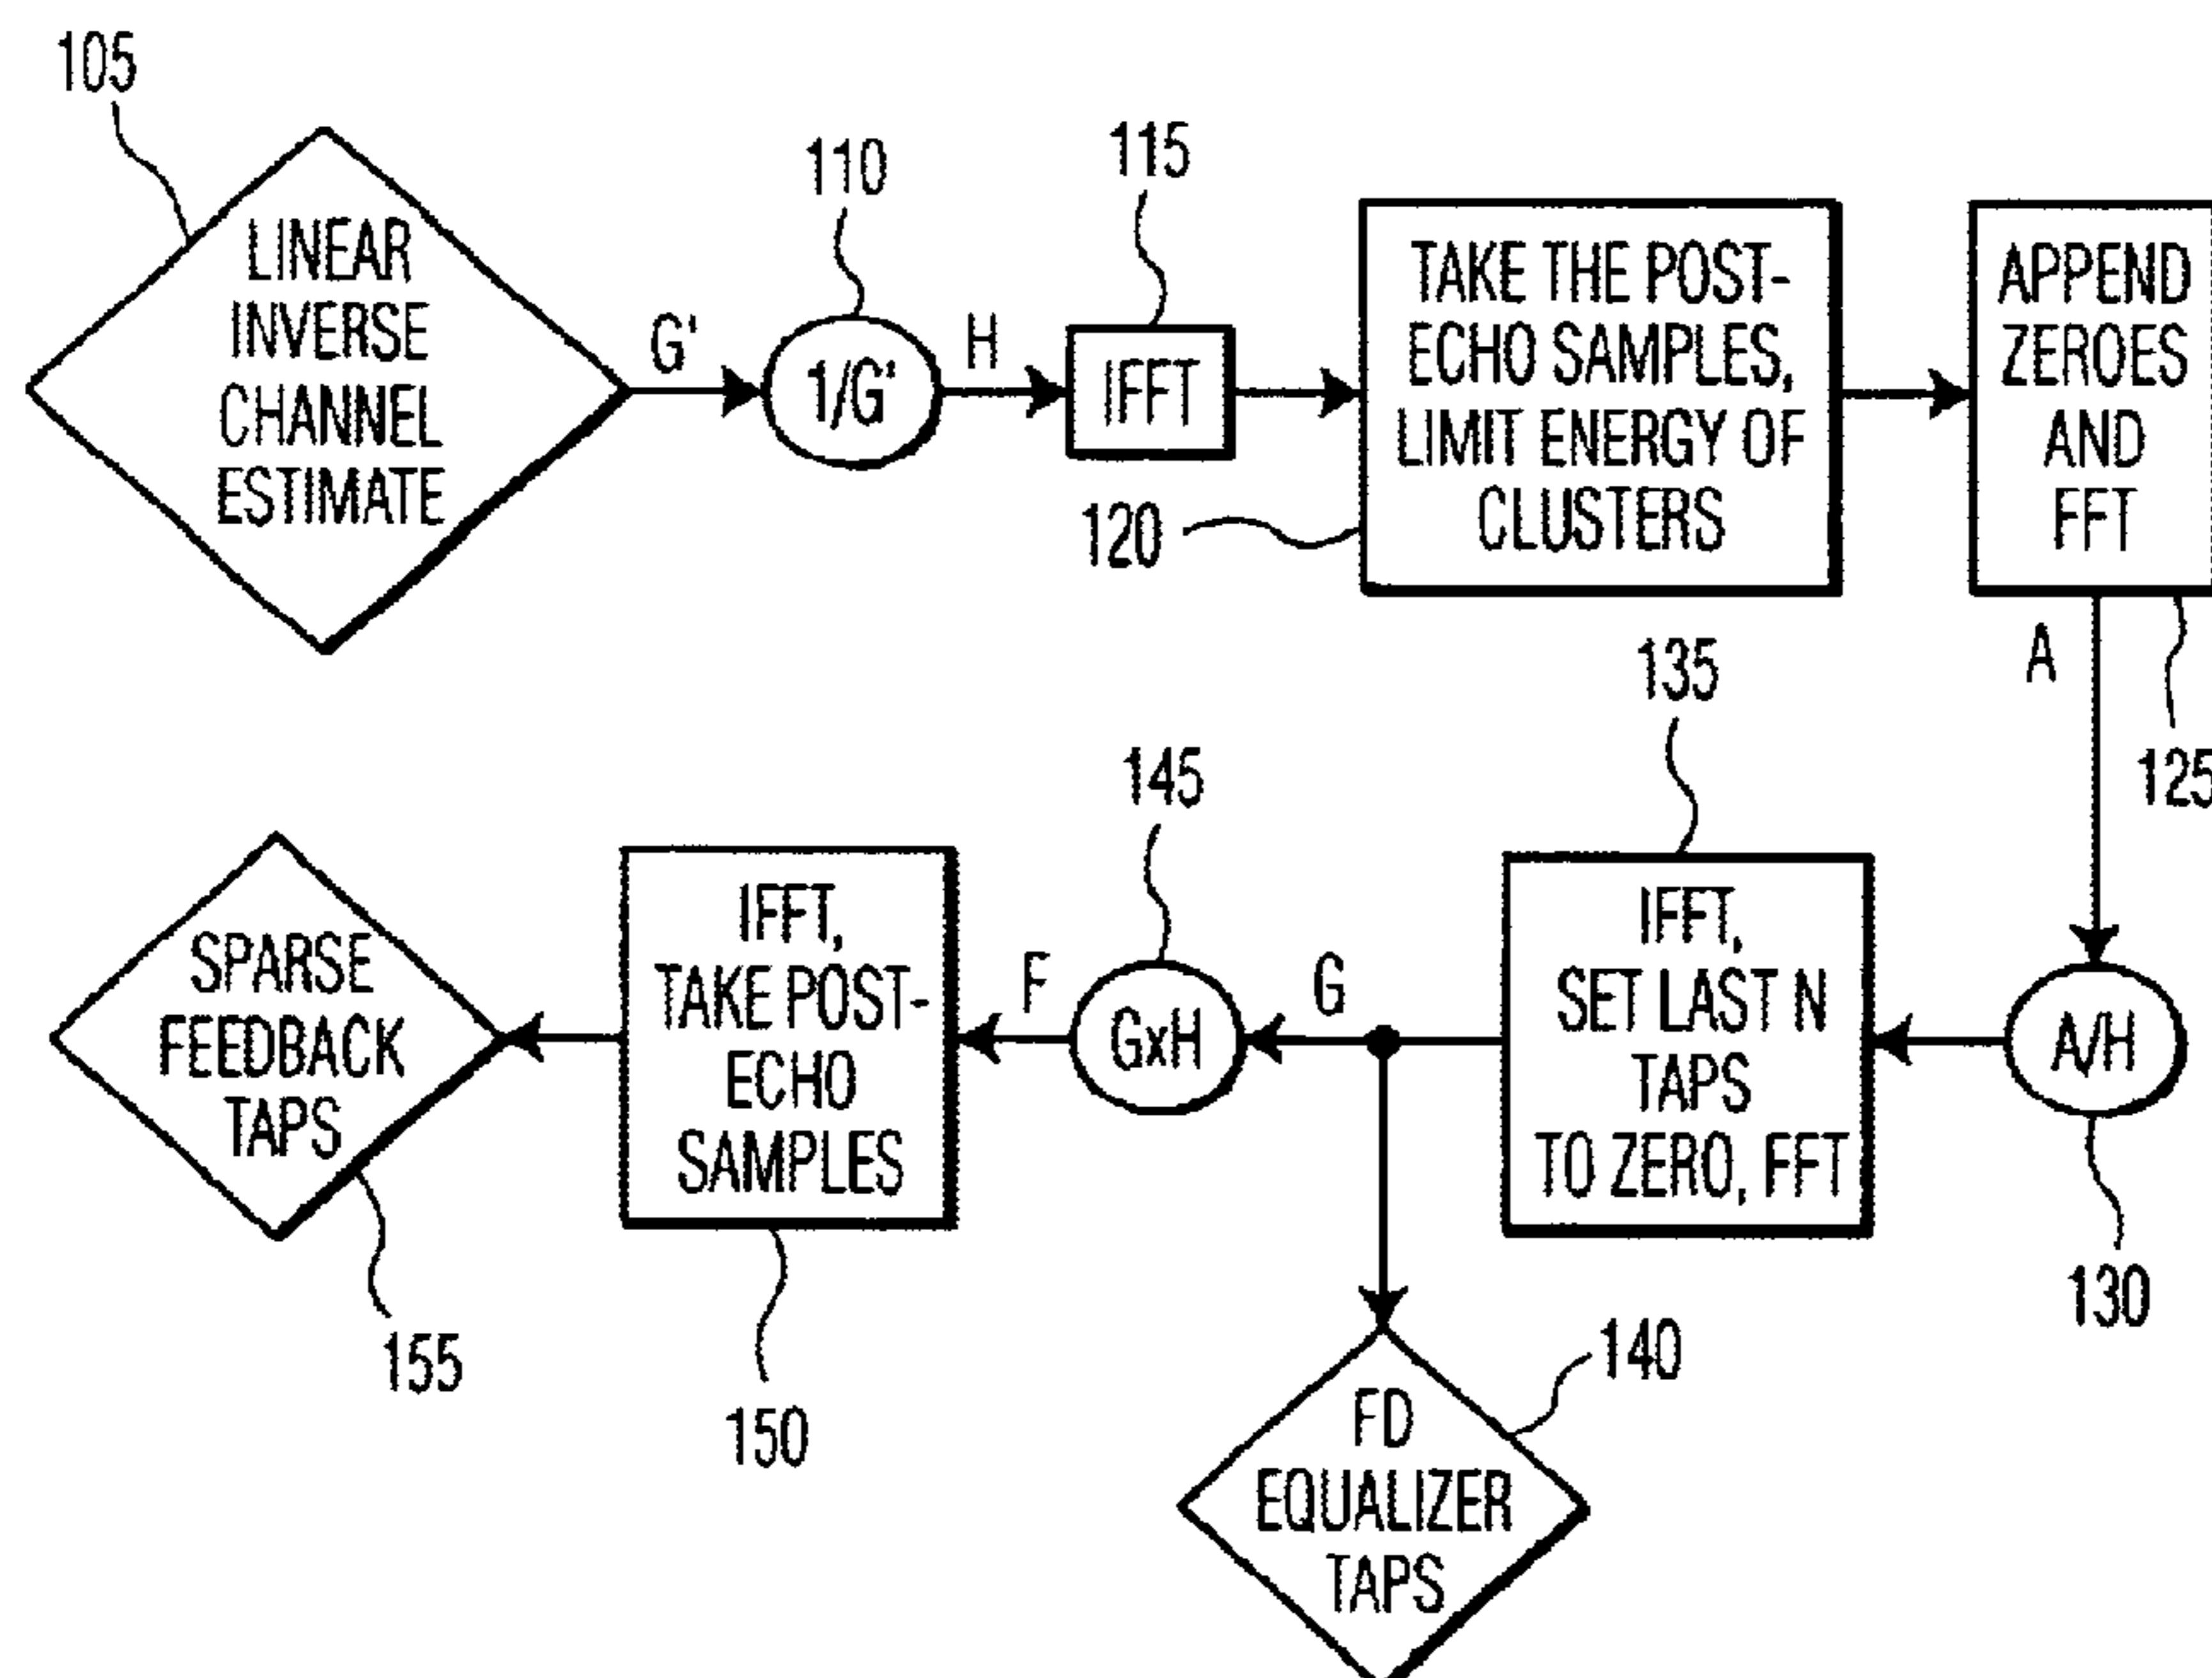 105
LINEAR
INVERSE
CHANNEL
ESTIMATE
G'
110
1/G'
H
115
IFFT
120
TAKE THE POST-
ECHO SAMPLES,
LIMIT ENERGY OF
CLUSTERS
APPEND
ZEROES
AND
FFT
125
A
A/H
130
135
IFFT,
SET LAST N
TAPS
TO ZERO, FFT
G
145
GxH
F
IFFT,
TAKE POST-
ECHO
SAMPLES
150
SPARSE
FEEDBACK
TAPS
155
140
FD
EQUALIZER
TAPS